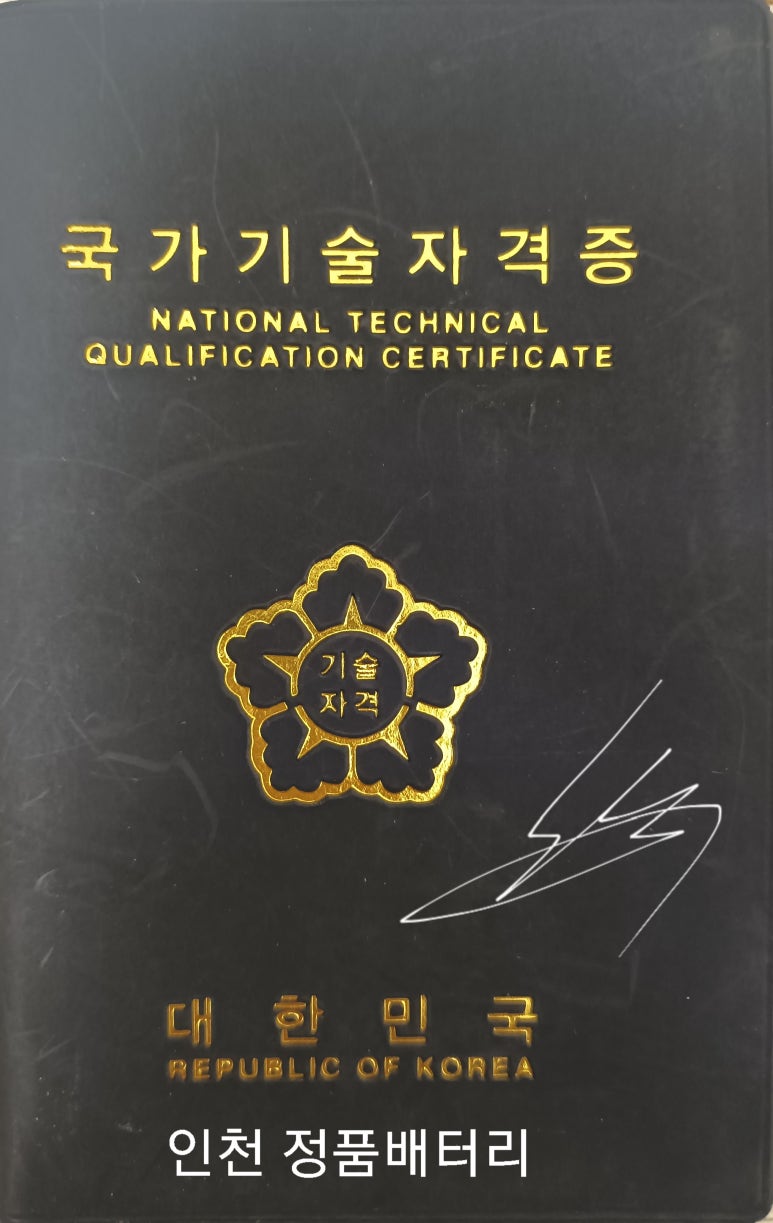 국가기술자격증
NATIONAL TECHNICAL
QUALIFICATION CERTIFICATE
기술
자격
대한민국
REPUBLIC OF KOREA
인천 정품배터리